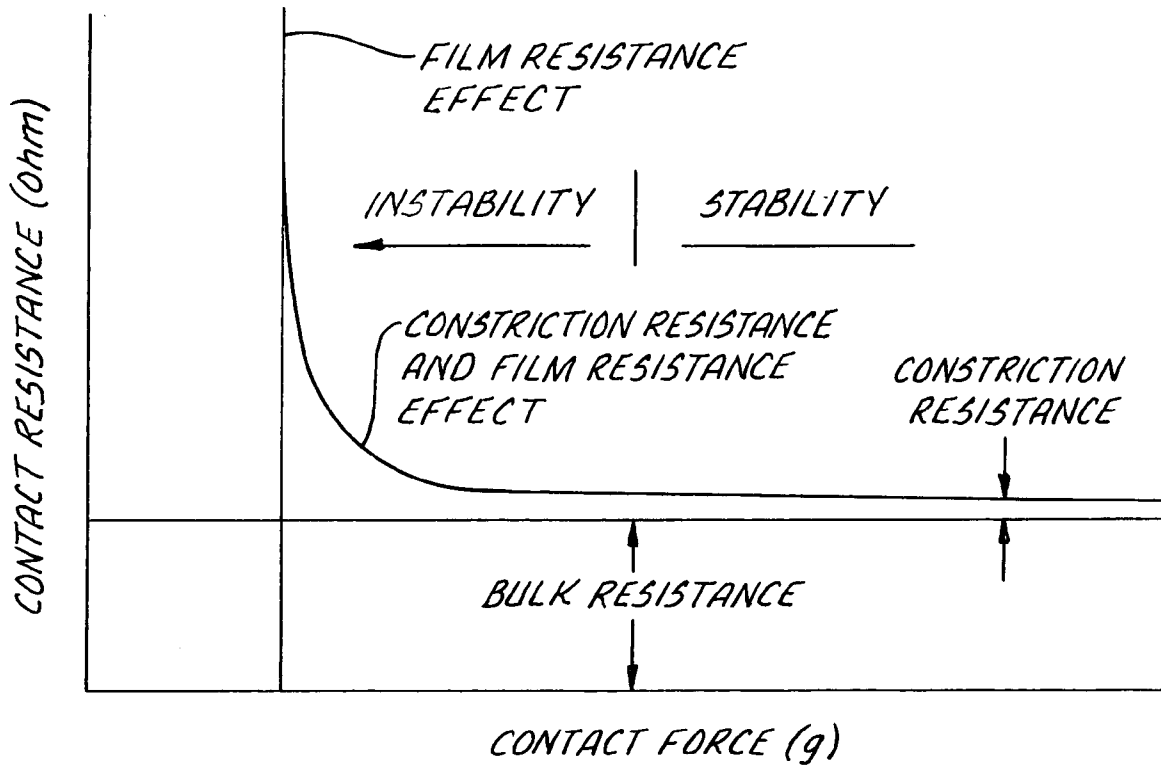 FILM RESISTANCE
EFFECT
INSTABILITY
STABILITY
CONSTRICTION RESISTANCE
AND FILM RESISTANCE
EFFECT
CONSTRICTION
RESISTANCE
BULK RESISTANCE
CONTACT RESISTANCE (Ohm)
CONTACT FORCE (g)